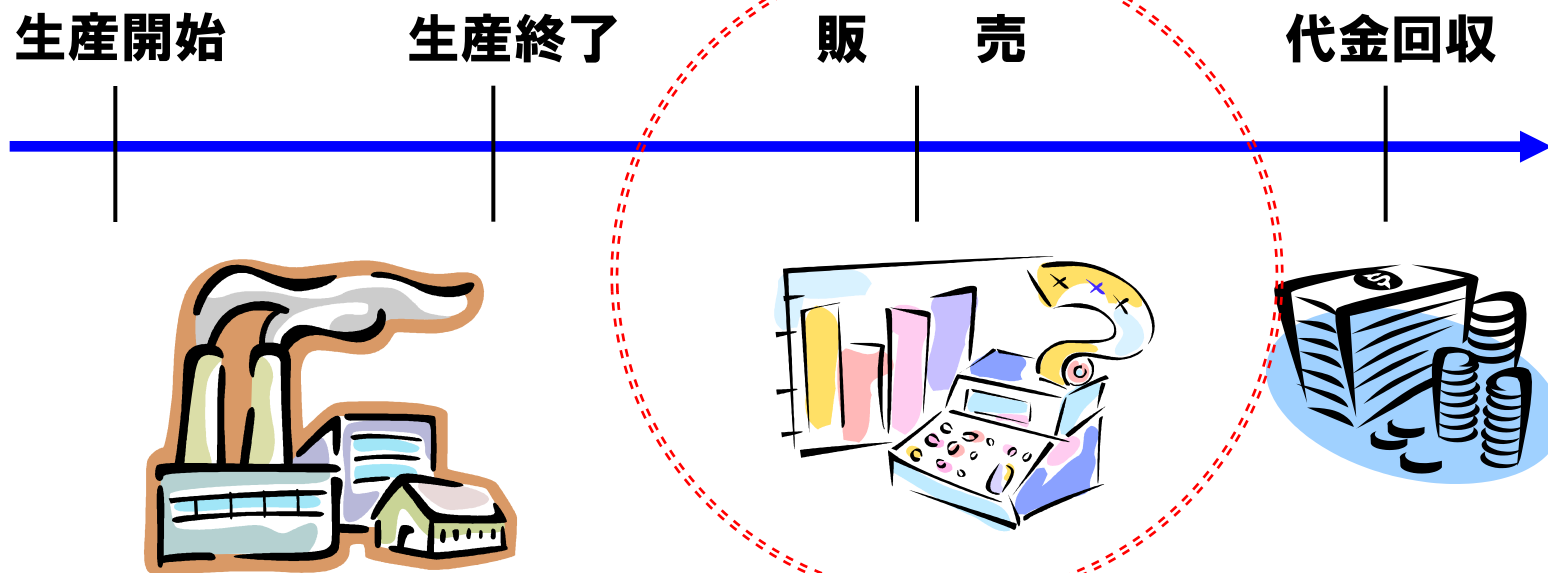 生産開始
生産終了
販 売
代金回収